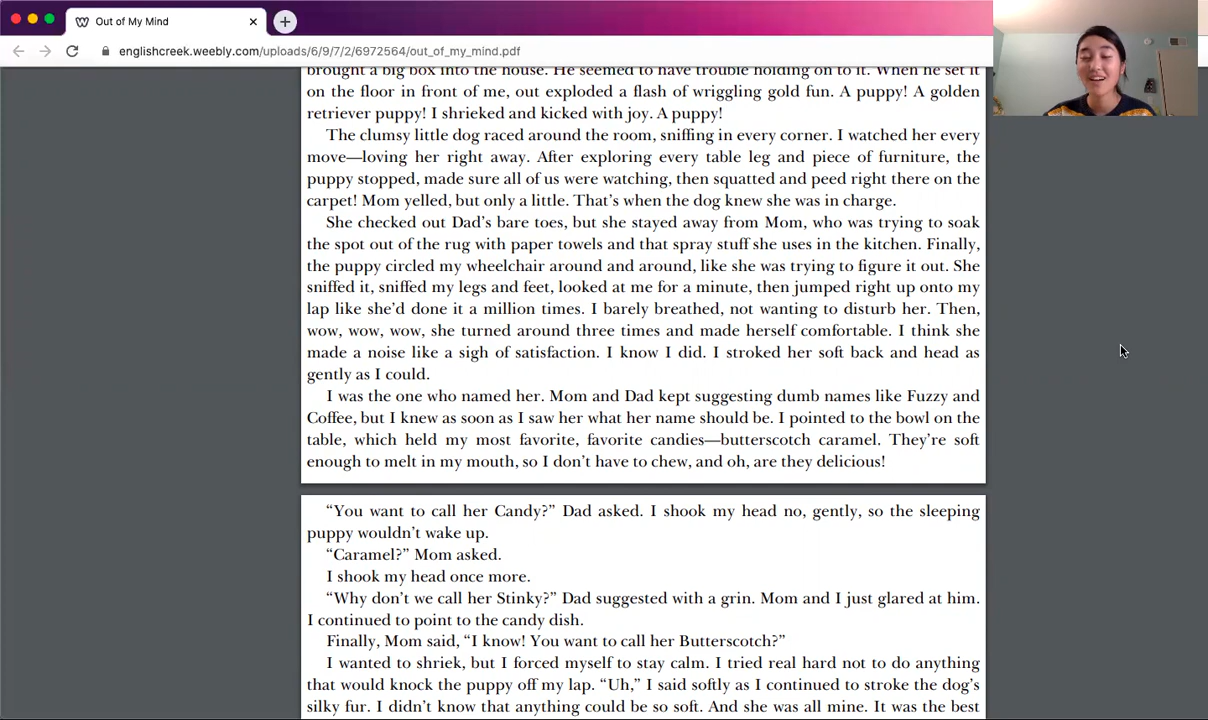 Out of My Mind
englishcreek.weebly.com/uploads/6/9/7/2/6972564/out_of_my_mind.pdf
brought a big box into the house. He seemed to have trouble holding on to it. When he set it
on the floor in front of me, out exploded a flash of wriggling gold fun. A puppy! A golden
retriever puppy! I shrieked and kicked with joy. A puppy!
The clumsy little dog raced around the room, sniffing in every corner. I watched her every
move—loving her right away. After exploring every table leg and piece of furniture, the
puppy stopped, made sure all of us were watching, then squatted and peed right there on the
carpet! Mom yelled, but only a little. That’s when the dog knew she was in charge.
She checked out Dad’s bare toes, but she stayed away from Mom, who was trying to soak
the spot out of the rug with paper towels and that spray stuff she uses in the kitchen. Finally,
the puppy circled my wheelchair around and around, like she was trying to figure it out. She
sniffed it, sniffed my legs and feet, looked at me for a minute, then jumped right up onto my
lap like she’d done it a million times. I barely breathed, not wanting to disturb her. Then,
wow, wow, wow, she turned around three times and made herself comfortable. I think she
made a noise like a sigh of satisfaction. I know I did. I stroked her soft back and head as
gently as I could.
I was the one who named her. Mom and Dad kept suggesting dumb names like Fuzzy and
Coffee, but I knew as soon as I saw her what her name should be. I pointed to the bowl on the
table, which held my most favorite, favorite candies—butterscotch caramel. They’re soft
enough to melt in my mouth, so I don’t have to chew, and oh, are they delicious!
“You want to call her Candy?” Dad asked. I shook my head no, gently, so the sleeping
puppy wouldn’t wake up.
“Caramel?” Mom asked.
I shook my head once more.
“Why don’t we call her Stinky?” Dad suggested with a grin. Mom and I just glared at him.
I continued to point to the candy dish.
Finally, Mom said, “I know! You want to call her Butterscotch?”
I wanted to shriek, but I forced myself to stay calm. I tried real hard not to do anything
that would knock the puppy off my lap. “Uh,” I said softly as I continued to stroke the dog’s
silky fur. I didn’t know that anything could be so soft. And she was all mine. It was the best